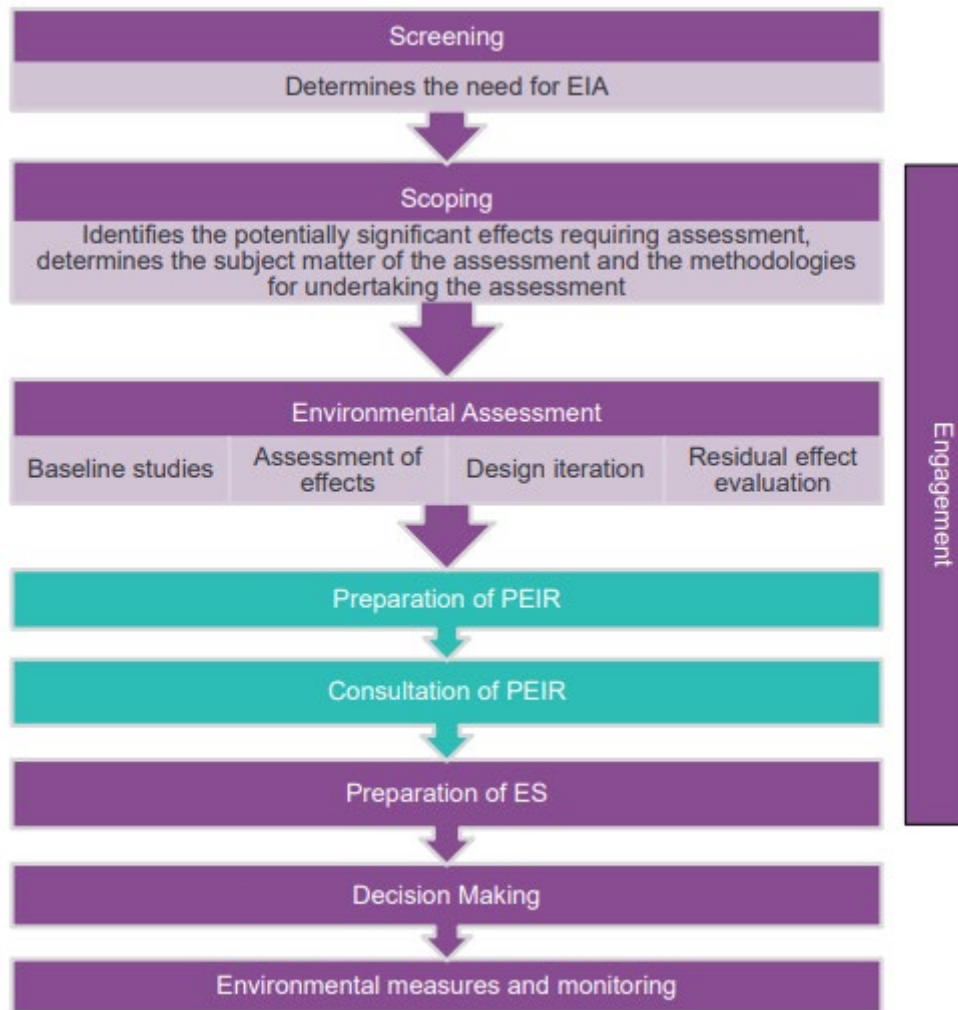 Screening
Determines the need for EIA
Scoping
Identifies the potentially significant effects requiring assessment,
determines the subject matter of the assessment and the methodologies
for undertaking the assessment
Environmental Assessment
Baseline studies
Assessment of
effects
Design iteration
Residual effect
evaluation
Preparation of PEIR
Consultation of PEIR
Preparation of ES
Decision Making
Environmental measures and monitoring
Engagement